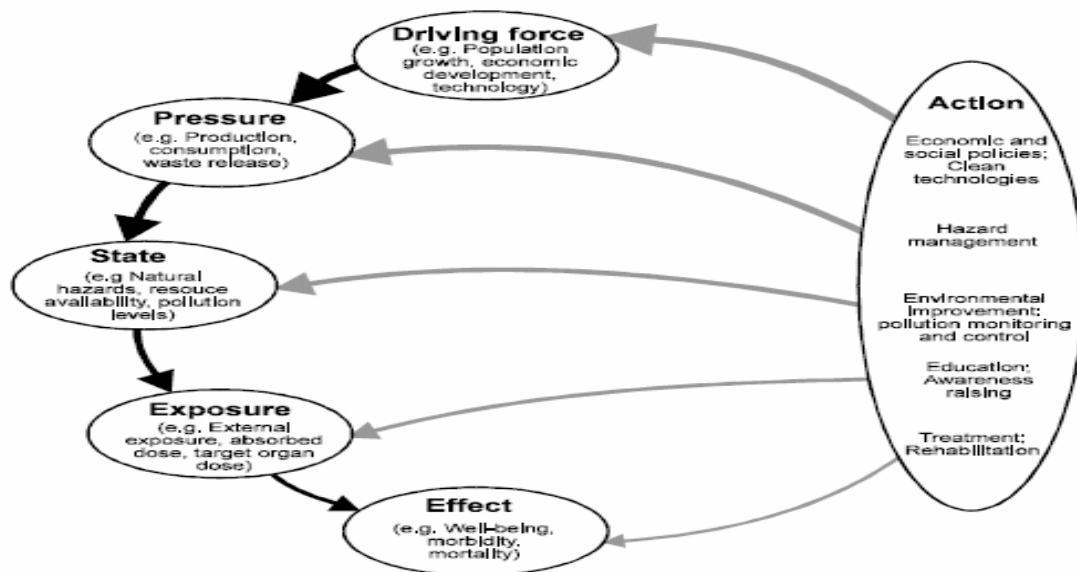 Driving force
(e.g. Population
growth, economic
development,
technology)
Pressure
(e.g. Production,
consumption,
waste release)
State
(e.g Natural
hazards, resouce
availability, pollution
levels)
Exposure
(e.g. External
exposure, absorbed
dose, target organ
dose)
Effect
(e.g. Well-being,
morbidity,
mortality)
Action
Economic and
social policies;
Clean
technologies
Hazard
management
Environmental
Improvement:
pollution monitoring
and control
Education;
Awareness
raising
Treatment;
Rehabilitation